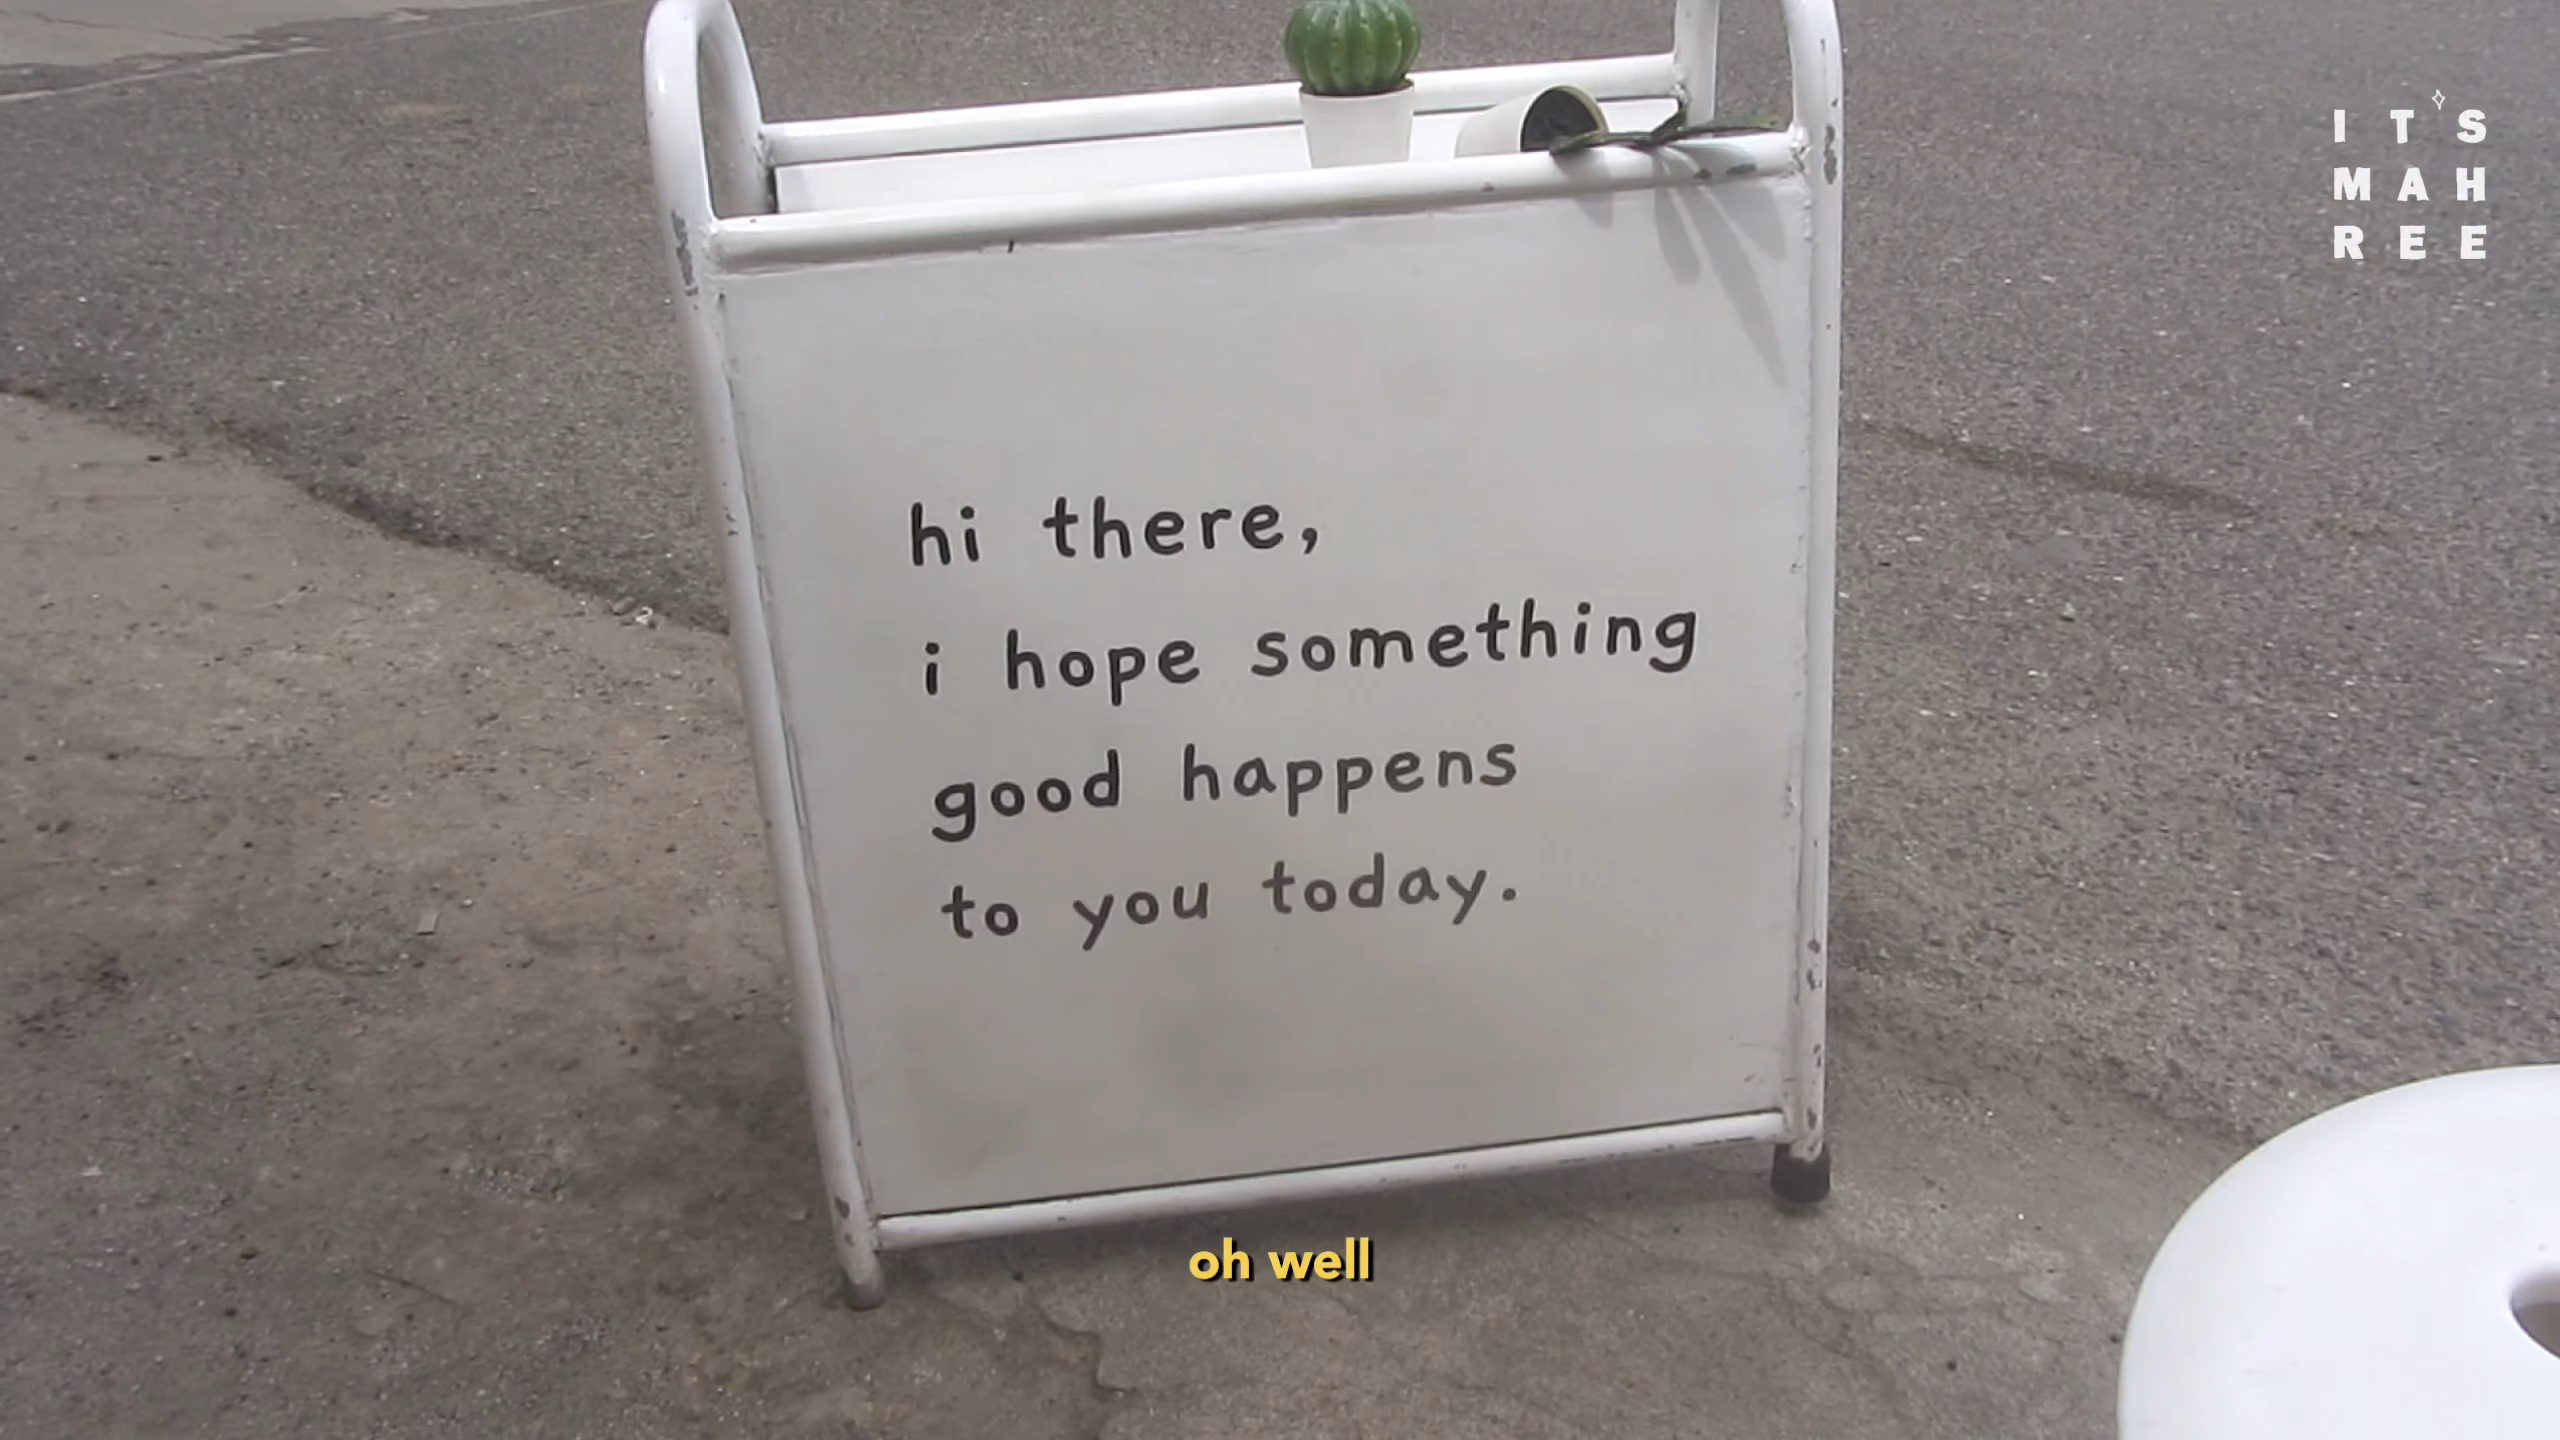 IT'S
MAH
REE
hi there,
i hope something
good happens
to you today.
oh well